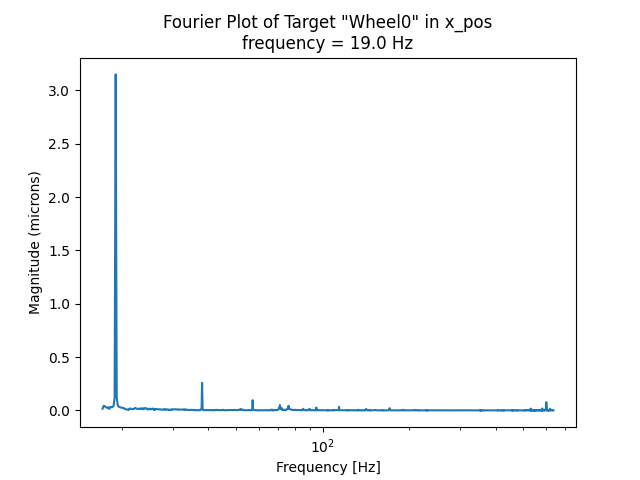 Fourier Plot of Target "Wheel0" in x_pos
frequency = 19.0 Hz
Magnitude (microns)
3.0
2.5
2.0
1.5
1.0
0.5
0.0
10²
Frequency [Hz]